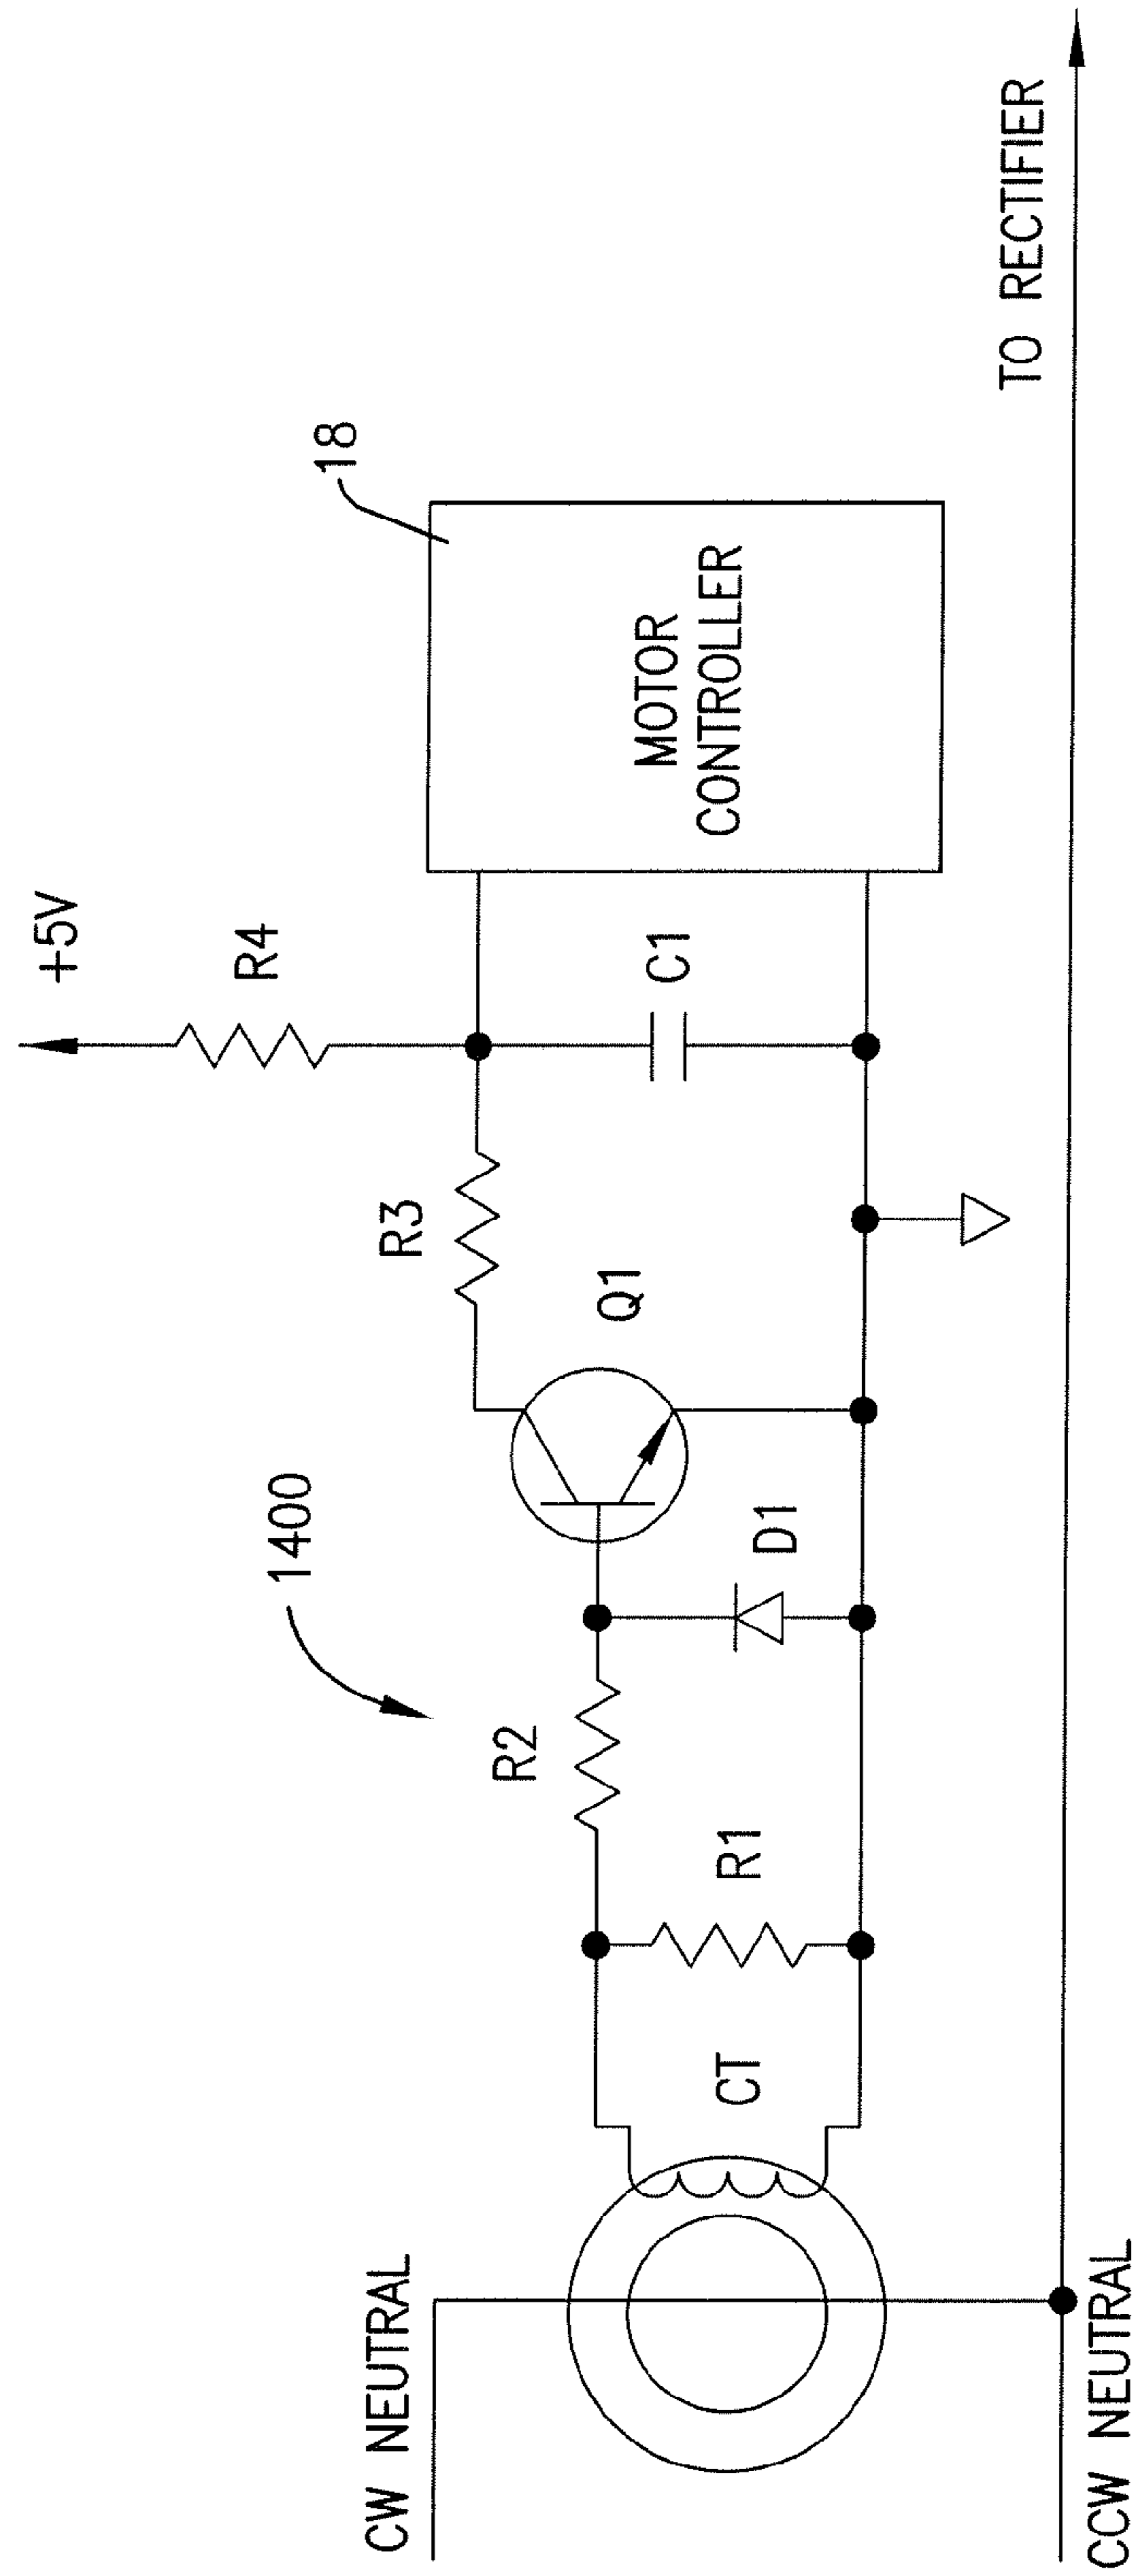 +5V
R4
18
1400
R3
Q1
C1
MOTOR
CONTROLLER
R2
D1
R1
CT
CW NEUTRAL
TO RECTIFIER
CCW NEUTRAL